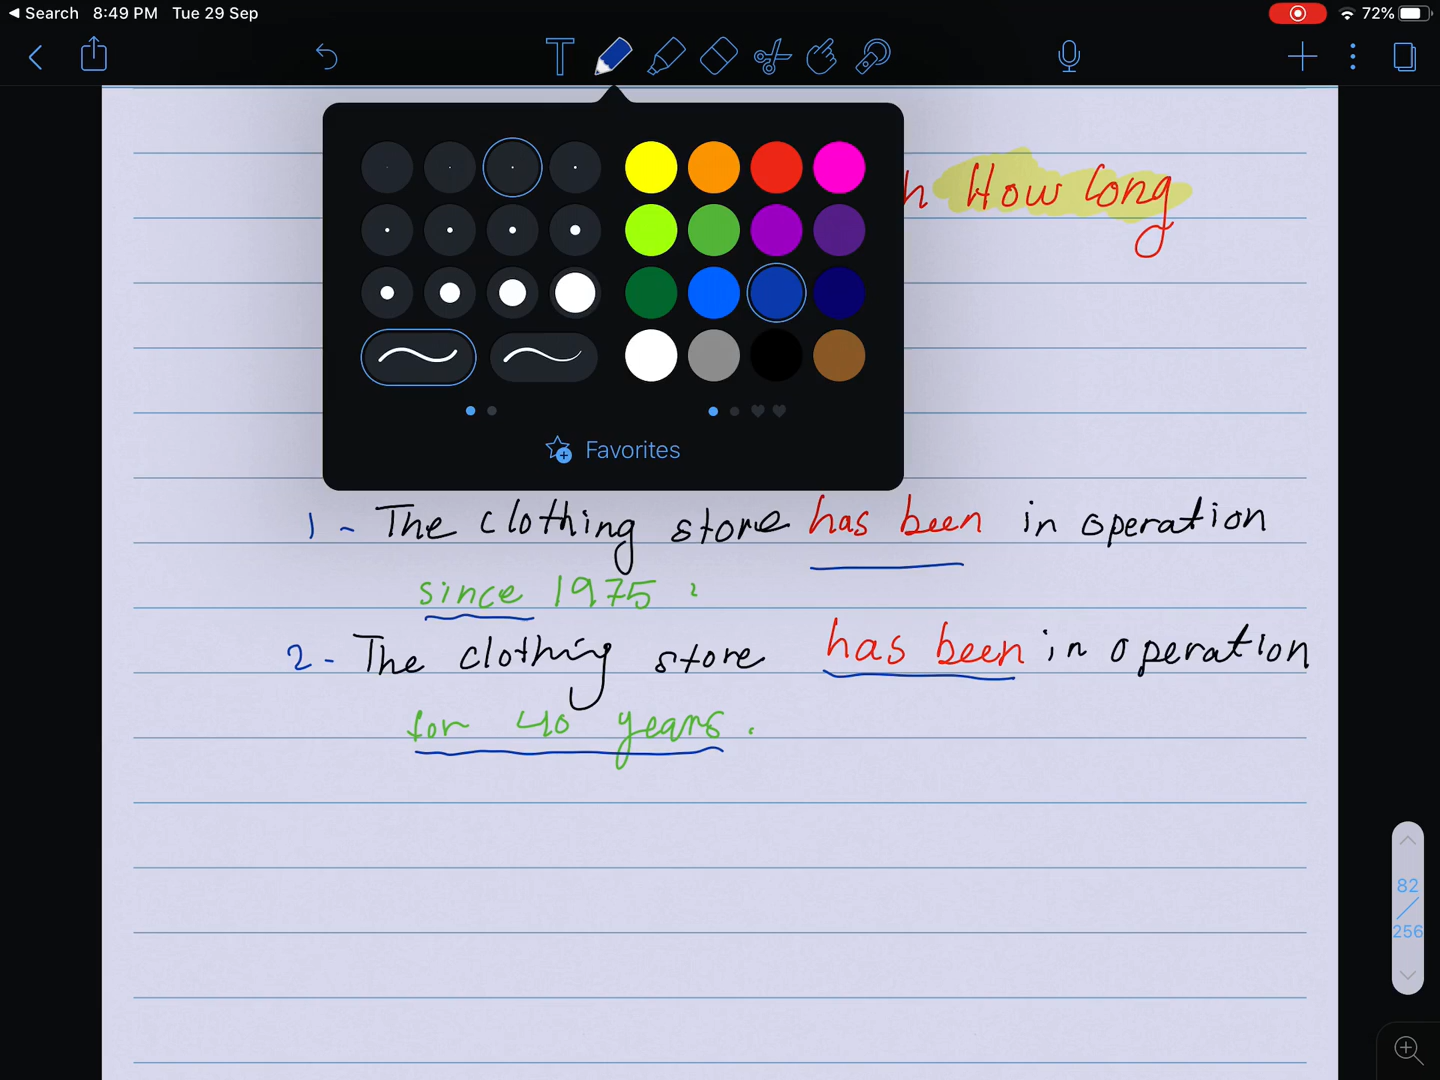 Search 8:49 PM Tue 29 Sep 72%
T
h How long
Favorites
1 - The clothing store has been in operation
since 1975
2 - The clothing store has been in operation
for 40 years.
82
256